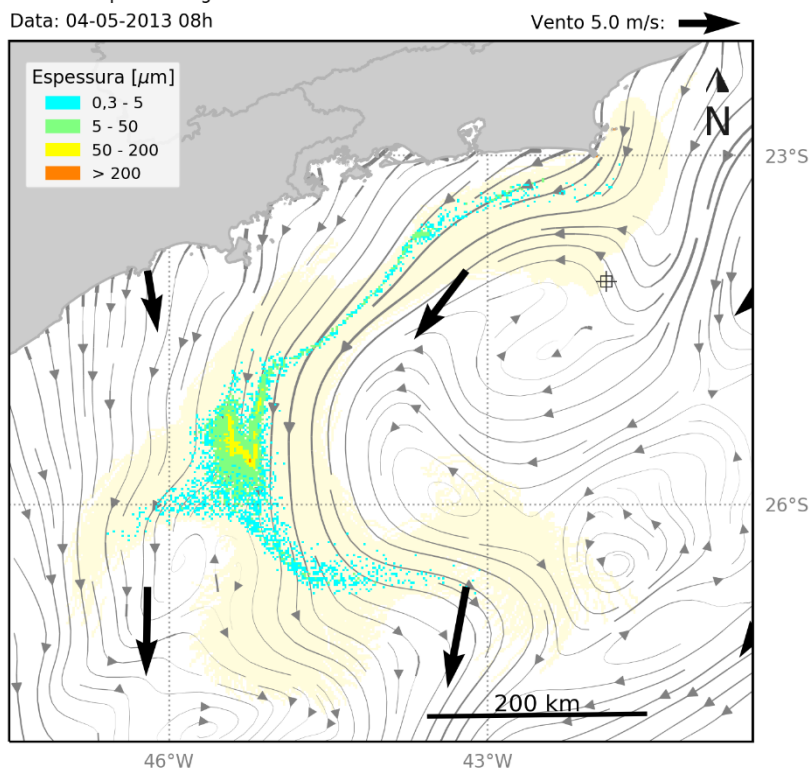 Data: 04-05-2013 08h
Vento 5.0 m/s:
Espessura [μm]
0,3 - 5
5 - 50
50 - 200
> 200
N
23°S
26°S
200 km
46°W
43°W